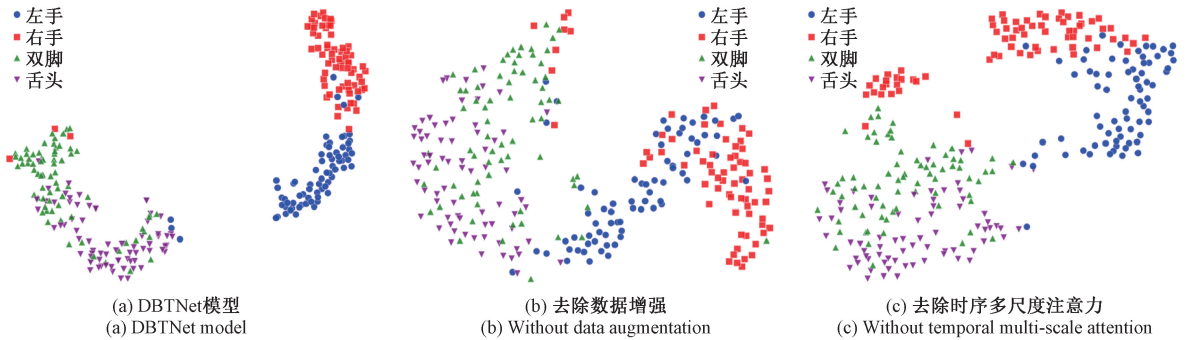 左手
右手
双脚
舌头
(a) DBTNet模型
(a) DBTNet model
左手
右手
双脚
舌头
(b) 去除数据增强
(b) Without data augmentation
左手
右手
双脚
舌头
(c) 去除时序多尺度注意力
(c) Without temporal multi-scale attention